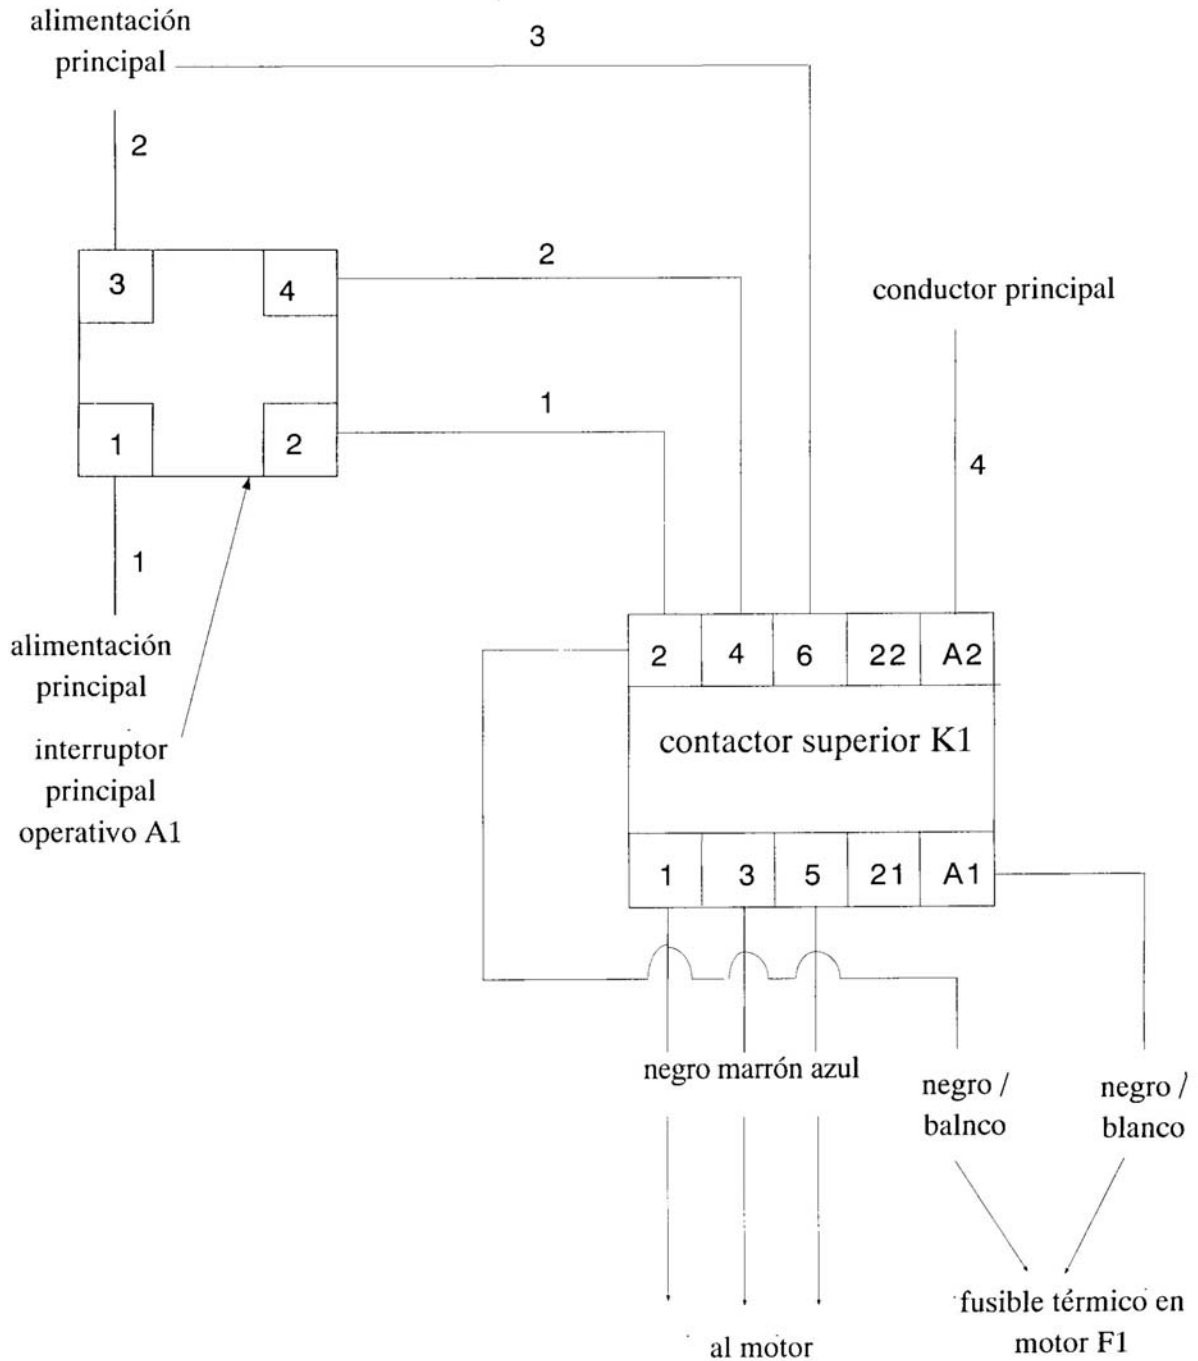 alimentación
principal
3
2
3
4
2
conductor principal
1
2
1
4
1
alimentación
principal
interruptor
principal
operativo A1
2
4
6
22
A2
contactor superior K1
1
3
5
21
A1
negro marrón azul
negro /
balnco
negro /
blanco
al motor
fusible térmico en
motor F1